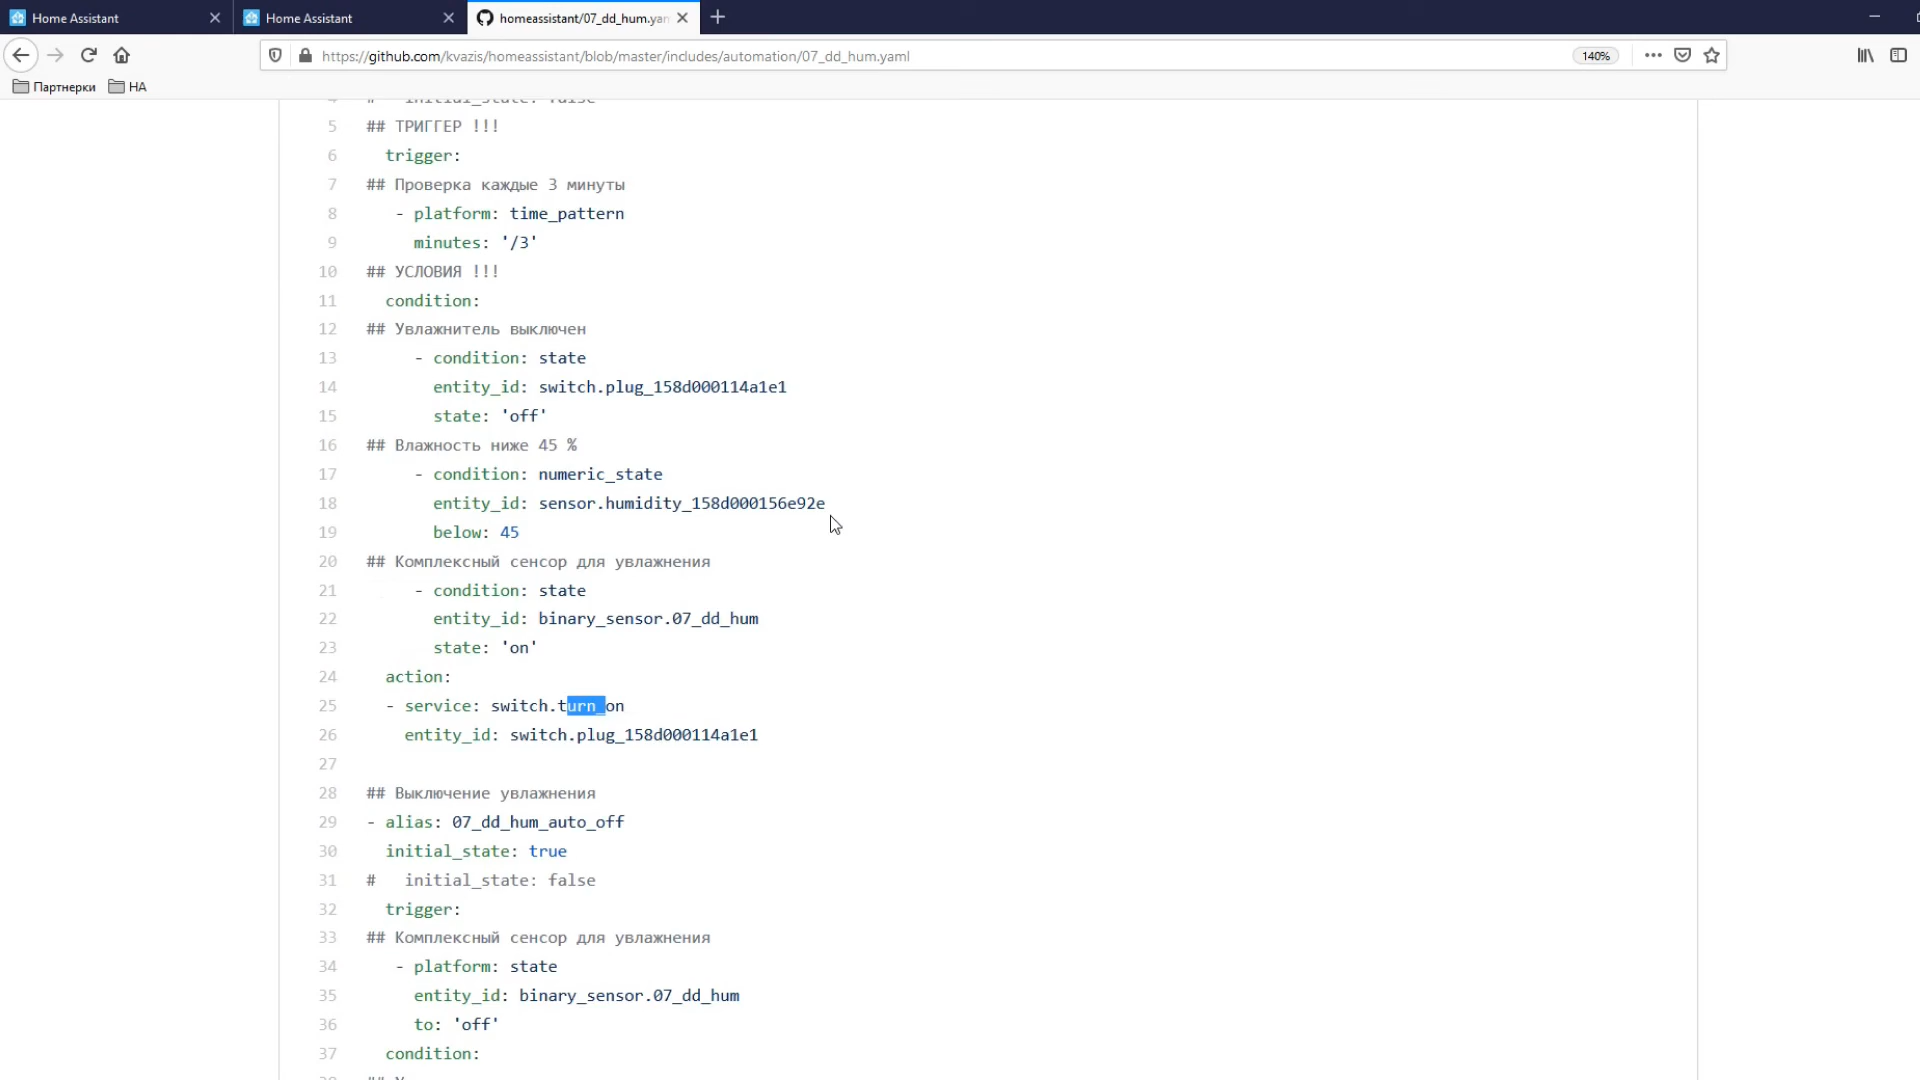 Home Assistant
Home Assistant
homeassistant/07_dd_hum.yam
https://github.com/kvazis/homeassistant/blob/master/includes/automation/07_dd_hum.yaml
140%
Партнерки
HA
4 # initial_state: false
5 ## ТРИГГЕР !!!
6 trigger:
7 ## Проверка каждые 3 минуты
8 - platform: time_pattern
9 minutes: '/3'
10 ## УСЛОВИЯ !!!
11 condition:
12 ## Увлажнитель выключен
13 - condition: state
14 entity_id: switch.plug_158d000114a1e1
15 state: 'off'
16 ## Влажность ниже 45 %
17 - condition: numeric_state
18 entity_id: sensor.humidity_158d000156e92e
19 below: 45
20 ## Комплексный сенсор для увлажнения
21 - condition: state
22 entity_id: binary_sensor.07_dd_hum
23 state: 'on'
24 action:
25 - service: switch.turn_on
26 entity_id: switch.plug_158d000114a1e1
27
28 ## Выключение увлажнения
29 - alias: 07_dd_hum_auto_off
30 initial_state: true
31 # initial_state: false
32 trigger:
33 ## Комплексный сенсор для увлажнения
34 - platform: state
35 entity_id: binary_sensor.07_dd_hum
36 to: 'off'
37 condition: